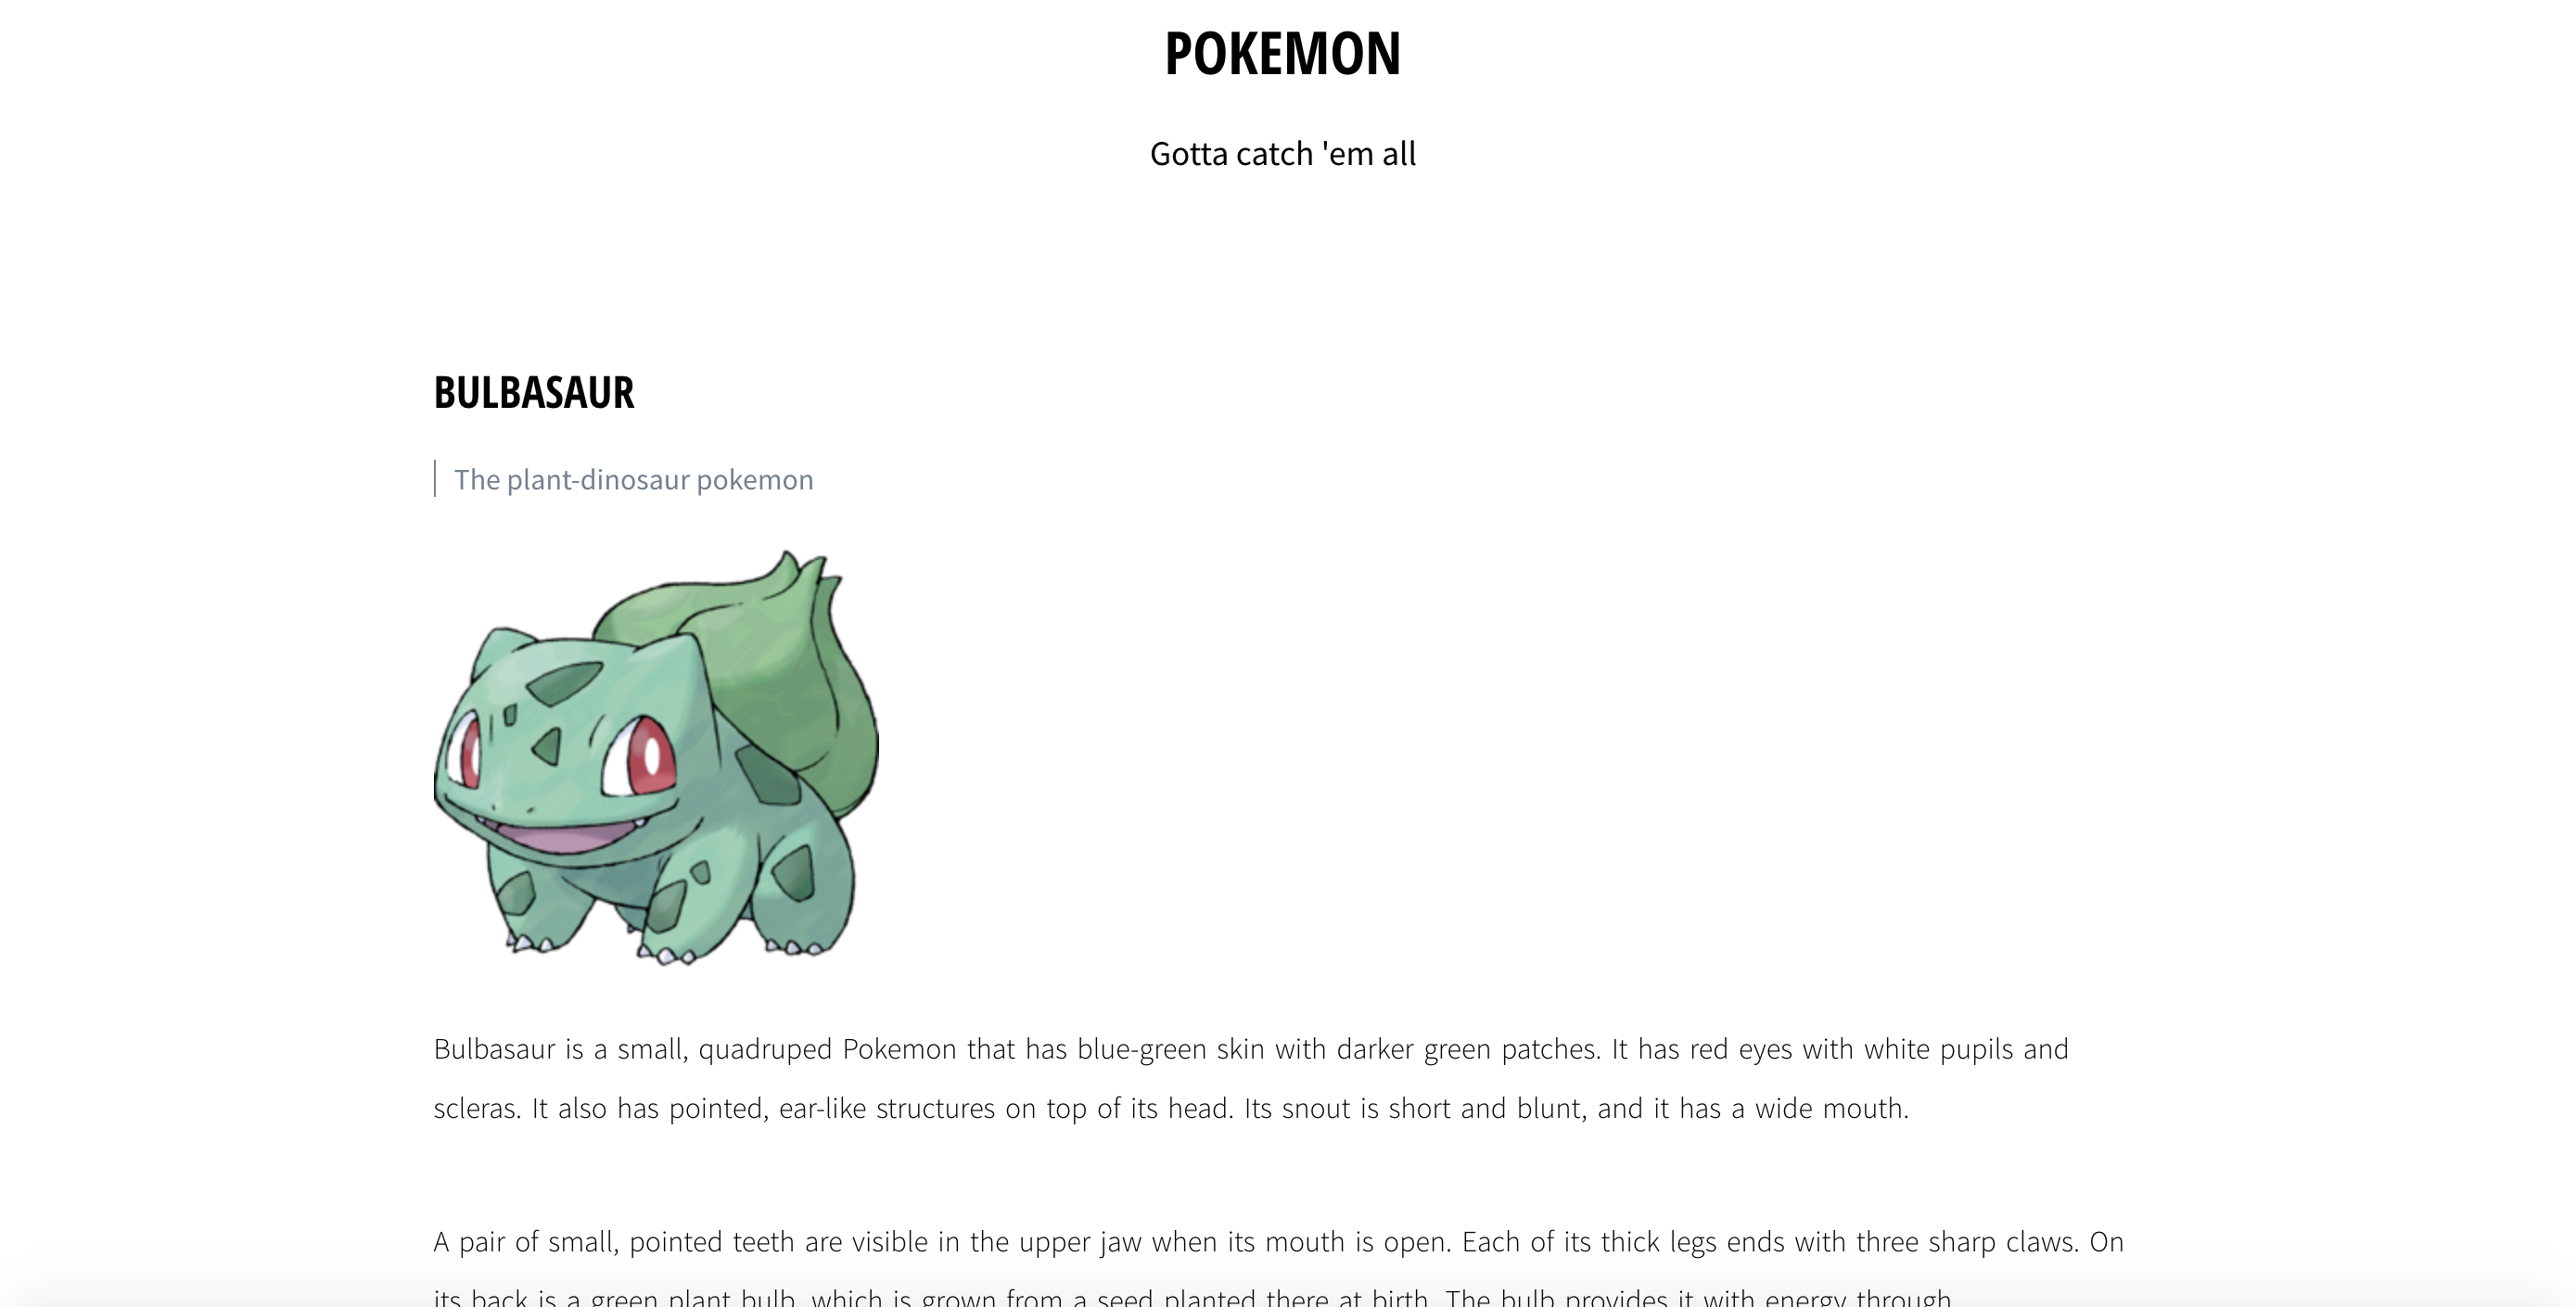 POKEMON
Gotta catch 'em all
BULBASAUR
The plant-dinosaur pokemon
Bulbasaur is a small, quadruped Pokemon that has blue-green skin with darker green patches. It has red eyes with white pupils and
scleras. It also has pointed, ear-like structures on top of its head. Its snout is short and blunt, and it has a wide mouth.
A pair of small, pointed teeth are visible in the upper jaw when its mouth is open. Each of its thick legs ends with three sharp claws. On
its back is a green plant bulb, which is grown from a seed planted there at birth. The bulb provides it with energy through